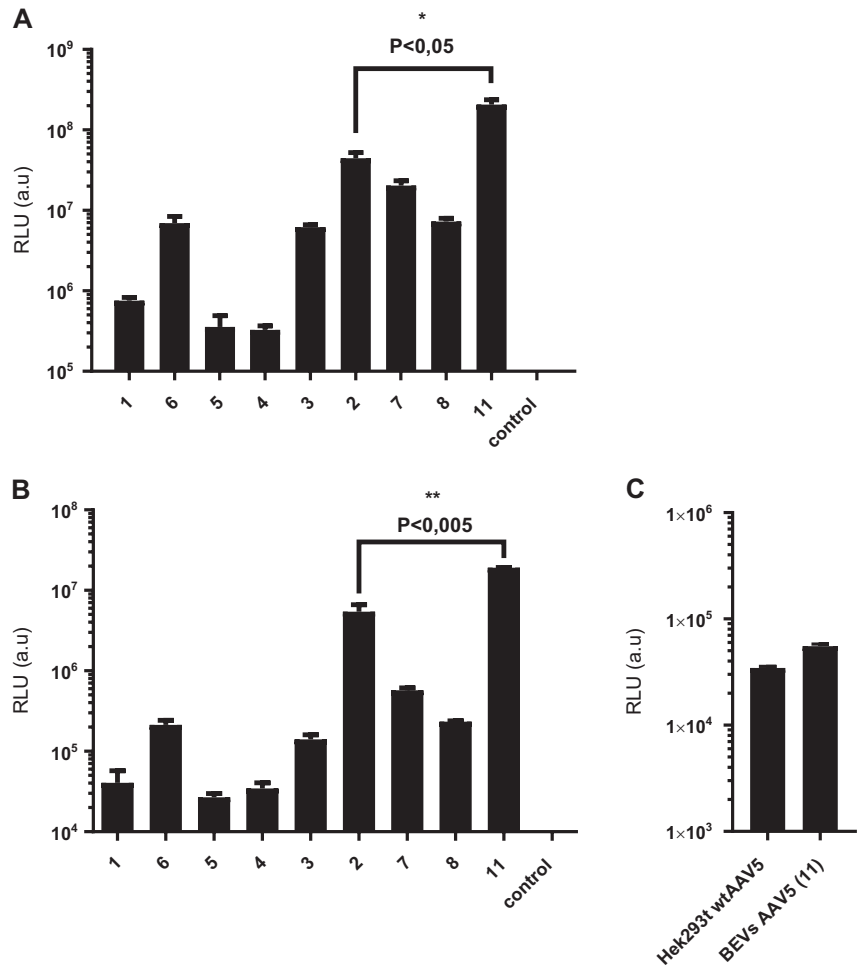 A
*
P<0,05
RLU (a.u)
10⁹
10⁸
10⁷
10⁶
10⁵
1 6 5 4 3 2 7 8 11 control
B
**
P<0,005
RLU (a.u)
10⁸
10⁷
10⁶
10⁵
10⁴
1 6 5 4 3 2 7 8 11 control
C
RLU (a.u)
1×10⁶
1×10⁵
1×10⁴
1×10³
Hek293t wtAAV5
BEVs AAV5 (11)